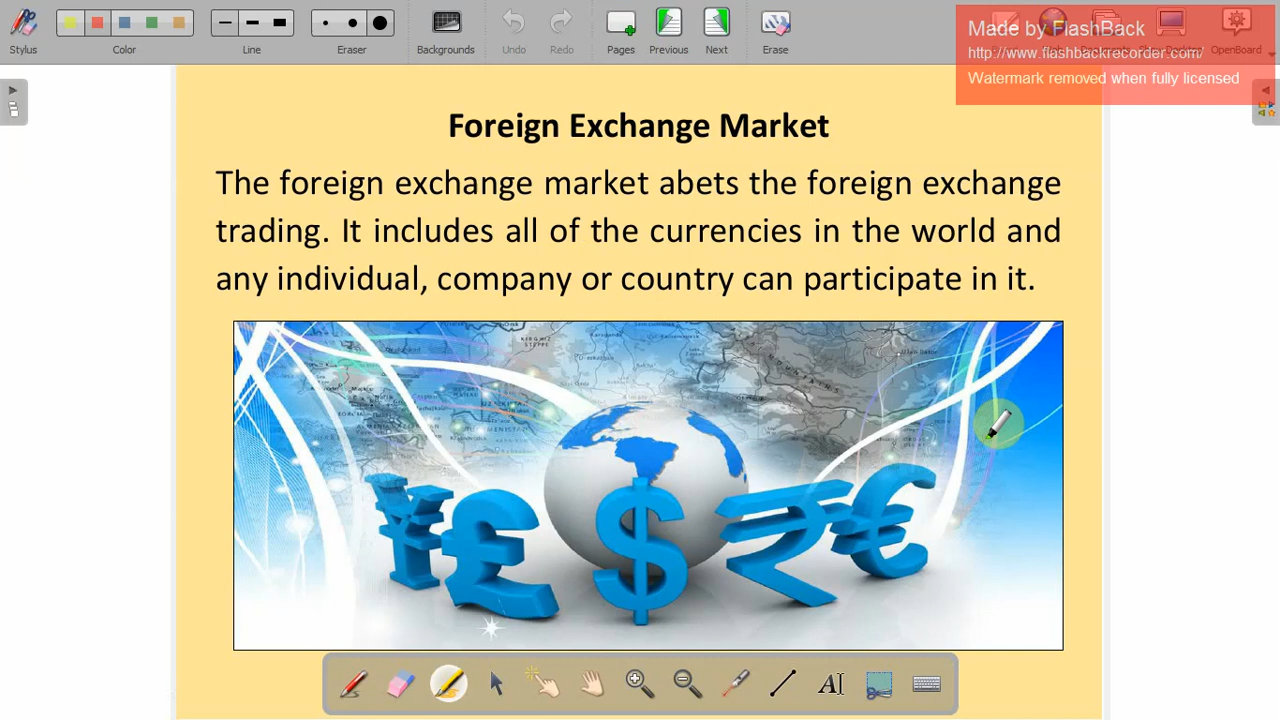 Stylus
Color
Line
Eraser
Backgrounds
Undo
Redo
Pages
Previous
Next
Erase
OpenBoard
Made by FlashBack
http://www.flashbackrecorder.com/
Watermark removed when fully licensed
Foreign Exchange Market
The foreign exchange market abets the foreign exchange
trading. It includes all of the currencies in the world and
any individual, company or country can participate in it.
¥ £ $ ₹ €